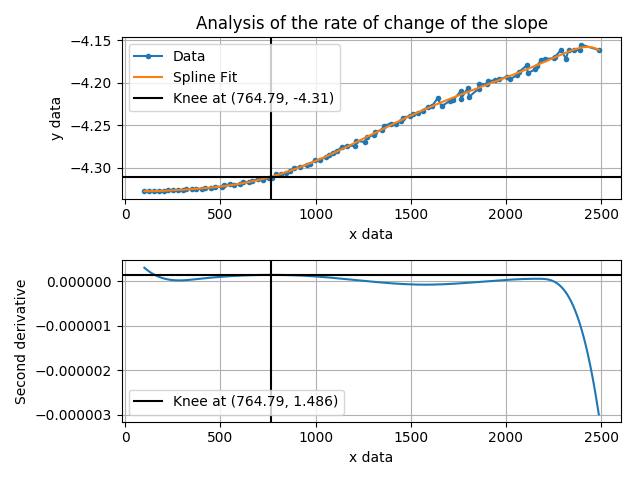 Analysis of the rate of change of the slope
−4.15
−4.20
−4.25
−4.30
y data
Data
Spline Fit
Knee at (764.79, -4.31)
0
500
1000
1500
2000
2500
x data
0.000000
−0.000001
−0.000002
−0.000003
Second derivative
Knee at (764.79, 1.486)
0
500
1000
1500
2000
2500
x data